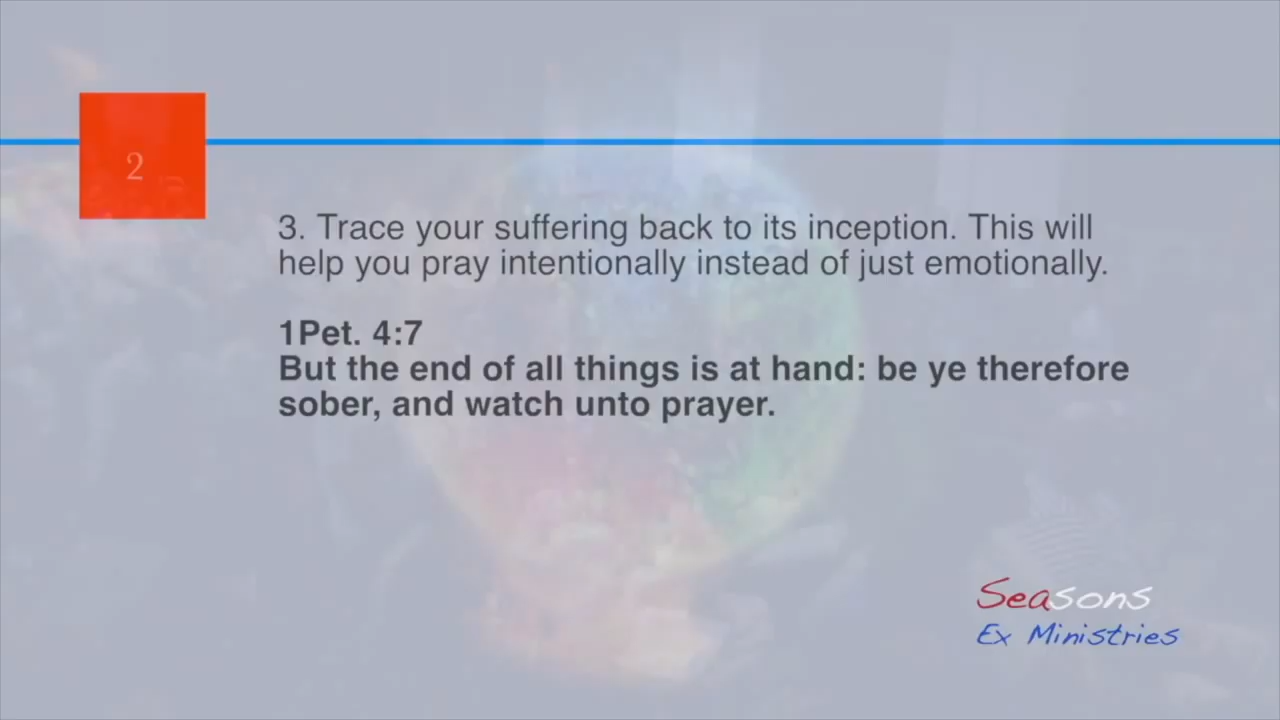 2
3. Trace your suffering back to its inception. This will
help you pray intentionally instead of just emotionally.
1Pet. 4:7
But the end of all things is at hand: be ye therefore
sober, and watch unto prayer.
Seasons
Ex Ministries